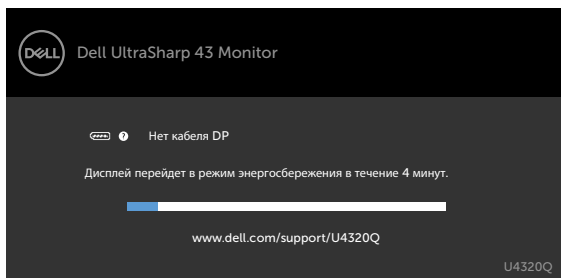 DELL Dell UltraSharp 43 Monitor
? Нет кабеля DP
Дисплей перейдет в режим энергосбережения в течение 4 минут.
www.dell.com/support/U4320Q
U4320Q